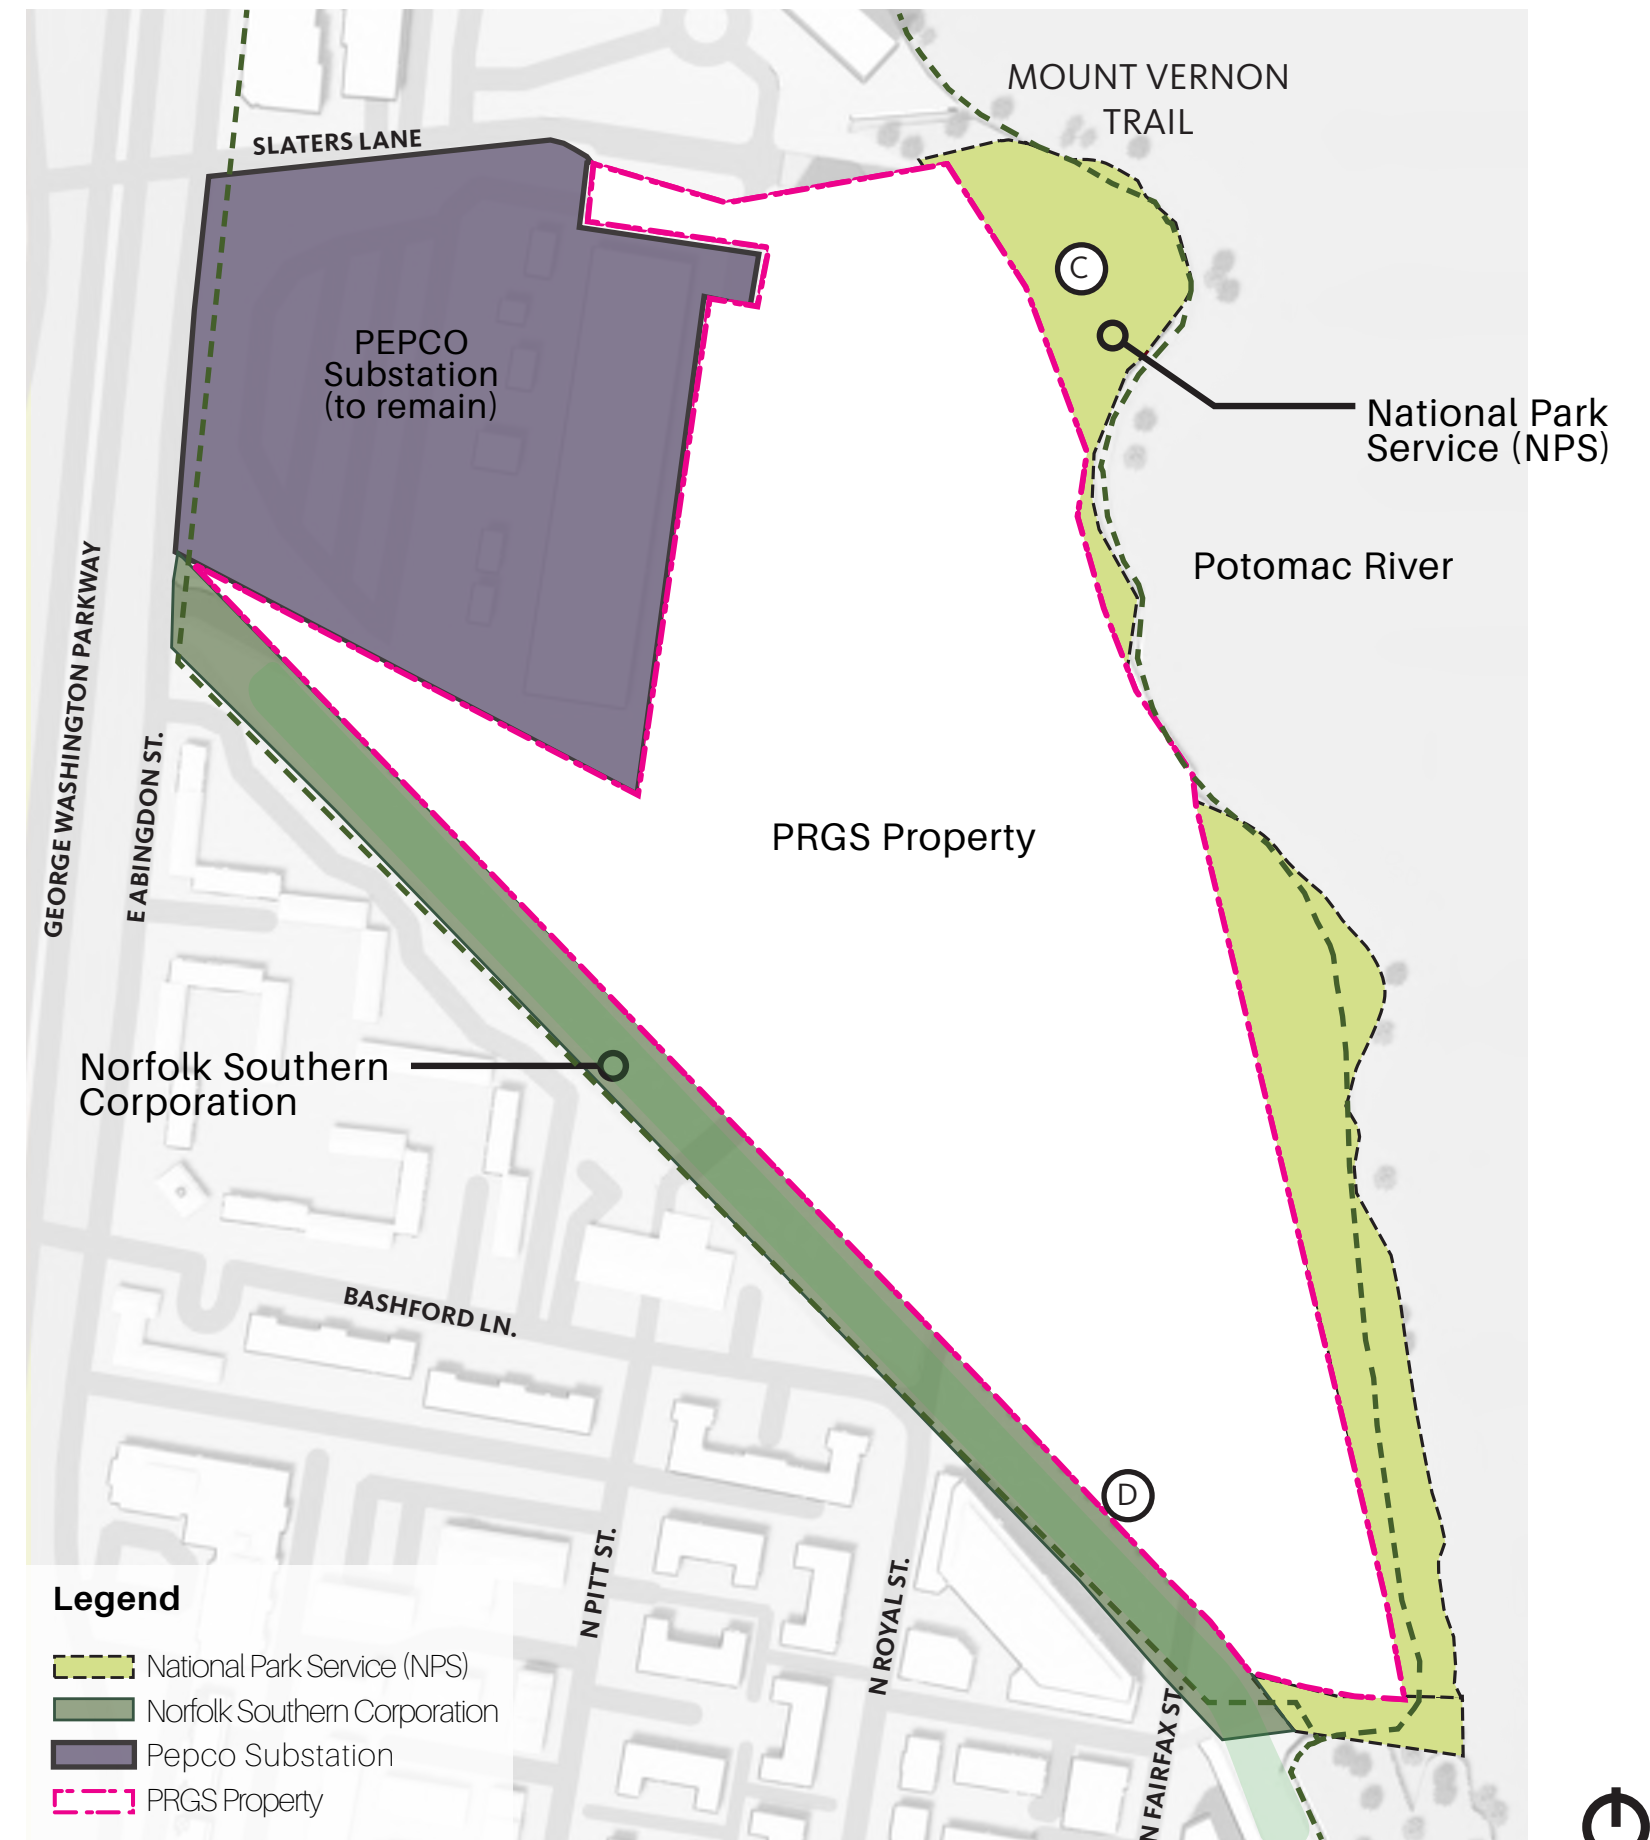 MOUNT VERNON
TRAIL
SLATERS LANE
C
PEPCO
Substation
(to remain)
National Park
Service (NPS)
Potomac River
GEORGE WASHINGTON PARKWAY
E ABINGDON ST.
PRGS Property
Norfolk Southern
Corporation
BASHFORD LN.
D
N PITT ST.
N ROYAL ST.
N FAIRFAX ST.
Legend
National Park Service (NPS)
Norfolk Southern Corporation
Pepco Substation
PRGS Property